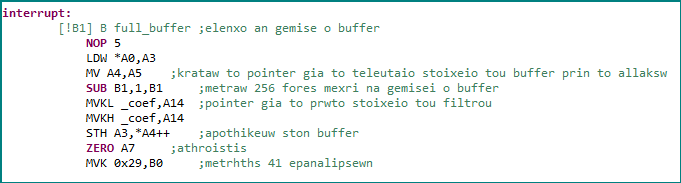 interrupt:
[!B1] B full_buffer ;elenxo an gemise o buffer
NOP 5
LDW *A0,A3
MV A4,A5 ;krataw to pointer gia to teleutaio stoixeio tou buffer prin to allaksw
SUB B1,1,B1 ;metraw 256 fores mexri na gemisei o buffer
MVKL _coef,A14 ;pointer gia to prwto stoixeio tou filtrou
MVKH _coef,A14
STH A3,*A4++ ;apothikeuw ston buffer
ZERO A7 ;athroistis
MVK 0x29,B0 ;metrhths 41 epanalipsewn